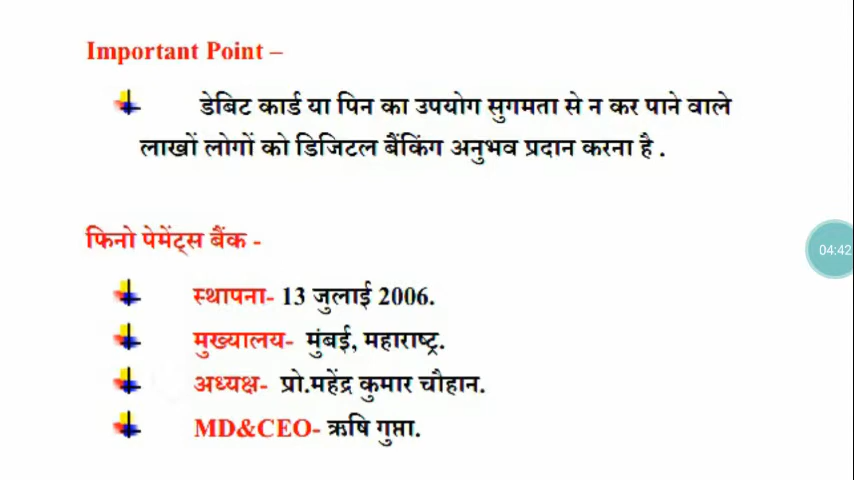 Important Point –
डेबिट कार्ड या पिन का उपयोग सुगमता से न कर पाने वाले
लाखों लोगों को डिजिटल बैंकिंग अनुभव प्रदान करना है .
फिनो पेमेंट्स बैंक -
स्थापना- 13 जुलाई 2006.
मुख्यालय- मुंबई, महाराष्ट्र.
अध्यक्ष- प्रो.महेंद्र कुमार चौहान.
MD&CEO- ऋषि गुप्ता.
04:42